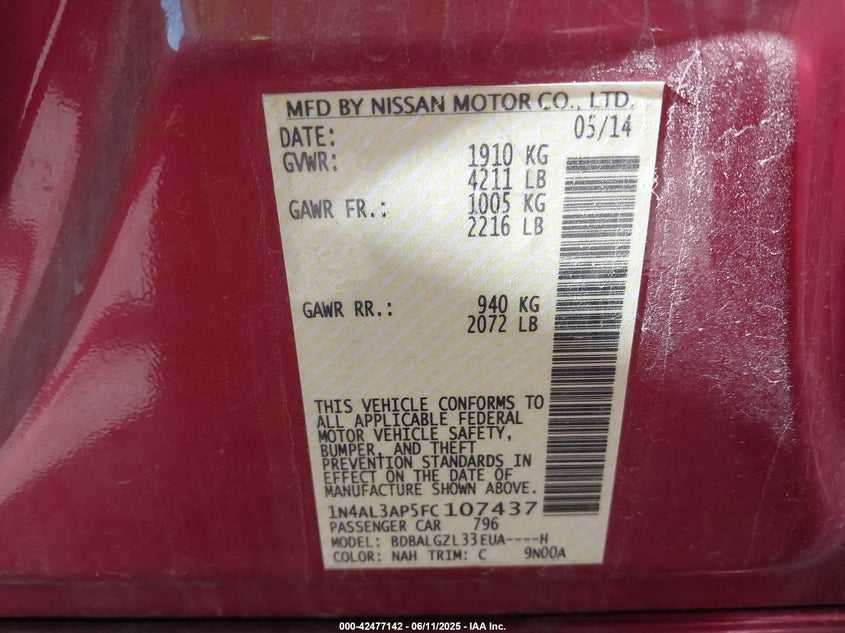 MFD BY NISSAN MOTOR CO., LTD.
DATE: 05/14
GVWR: 1910 KG
4211 LB
GAWR FR.: 1005 KG
2216 LB
GAWR RR.: 940 KG
2072 LB
THIS VEHICLE CONFORMS TO
ALL APPLICABLE FEDERAL
MOTOR VEHICLE SAFETY,
BUMPER, AND THEFT
PREVENTION STANDARDS IN
EFFECT ON THE DATE OF
MANUFACTURE SHOWN ABOVE.
1N4AL3AP5FC107437
PASSENGER CAR 796
MODEL: BDBALGZL33EUA----H
COLOR: NAH TRIM: C 9N00A
000-42477142 - 06/11/2025 - IAA Inc.